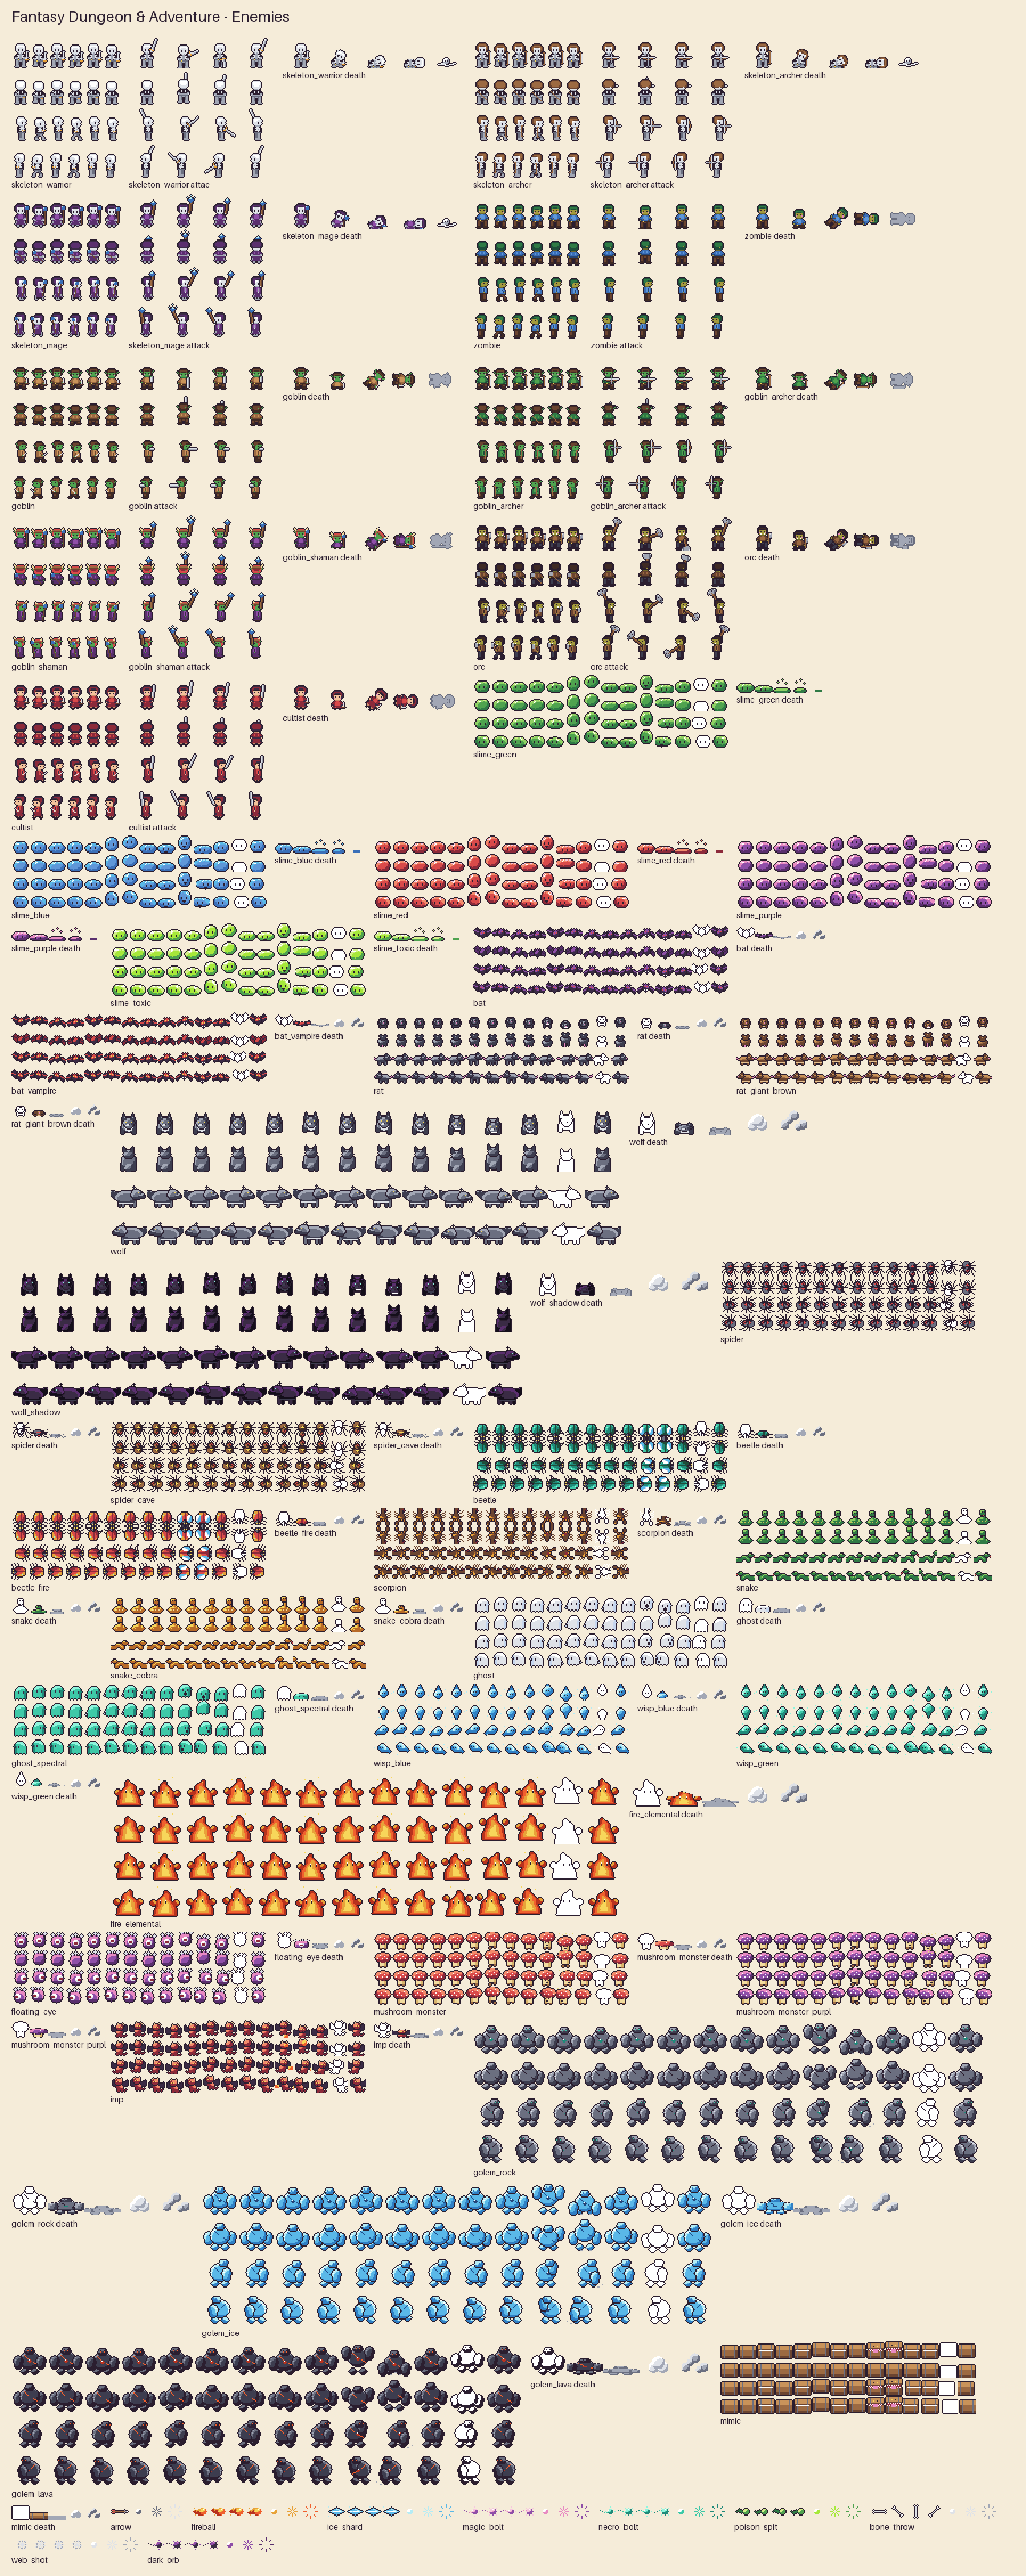 Fantasy Dungeon & Adventure - Enemies
skeleton_warrior death
skeleton_archer death
skeleton_warrior
skeleton_warrior attac
skeleton_archer
skeleton_archer attack
skeleton_mage death
zombie death
skeleton_mage
skeleton_mage attack
zombie
zombie attack
goblin death
goblin_archer death
goblin
goblin attack
goblin_archer
goblin_archer attack
goblin_shaman death
orc death
goblin_shaman
goblin_shaman attack
orc
orc attack
cultist death
slime_green death
slime_green
cultist
cultist attack
slime_blue death
slime_red death
slime_blue
slime_red
slime_purple
slime_purple death
slime_toxic death
bat death
slime_toxic
bat
bat_vampire death
rat death
bat_vampire
rat
rat_giant_brown
rat_giant_brown death
wolf death
wolf
wolf_shadow death
spider
wolf_shadow
spider death
spider_cave death
beetle death
spider_cave
beetle
beetle_fire death
scorpion death
beetle_fire
scorpion
snake
snake death
snake_cobra death
ghost death
snake_cobra
ghost
ghost_spectral death
wisp_blue death
ghost_spectral
wisp_blue
wisp_green
wisp_green death
fire_elemental death
fire_elemental
floating_eye death
mushroom_monster death
floating_eye
mushroom_monster
mushroom_monster_purpl
mushroom_monster_purpl
imp death
imp
golem_rock
golem_rock death
golem_ice death
golem_ice
golem_lava death
mimic
golem_lava
mimic death
arrow
fireball
ice_shard
magic_bolt
necro_bolt
poison_spit
bone_throw
web_shot
dark_orb